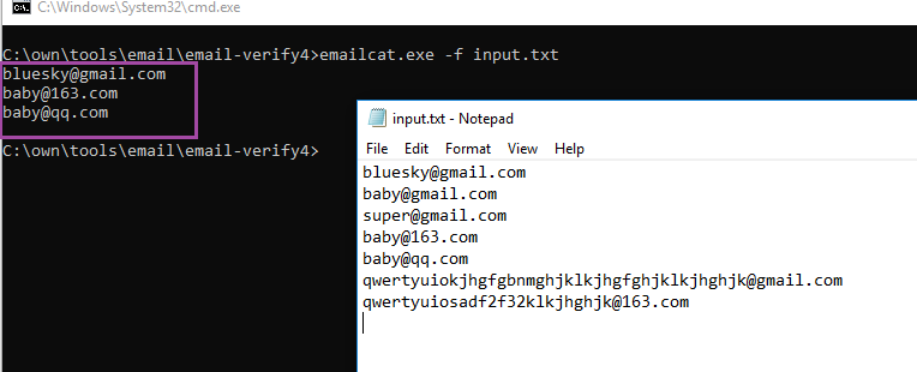 C:\Windows\System32\cmd.exe
C:\own\tools\email\email-verify4>emailcat.exe -f input.txt
bluesky@gmail.com
baby@163.com
baby@qq.com
C:\own\tools\email\email-verify4>
input.txt - Notepad
File Edit Format View Help
bluesky@gmail.com
baby@gmail.com
super@gmail.com
baby@163.com
baby@qq.com
qwertyuiokjhgfgbnmghjklkjhgfghjklkjhghjk@gmail.com
qwertyuiosadf2f32klkjhghjk@163.com